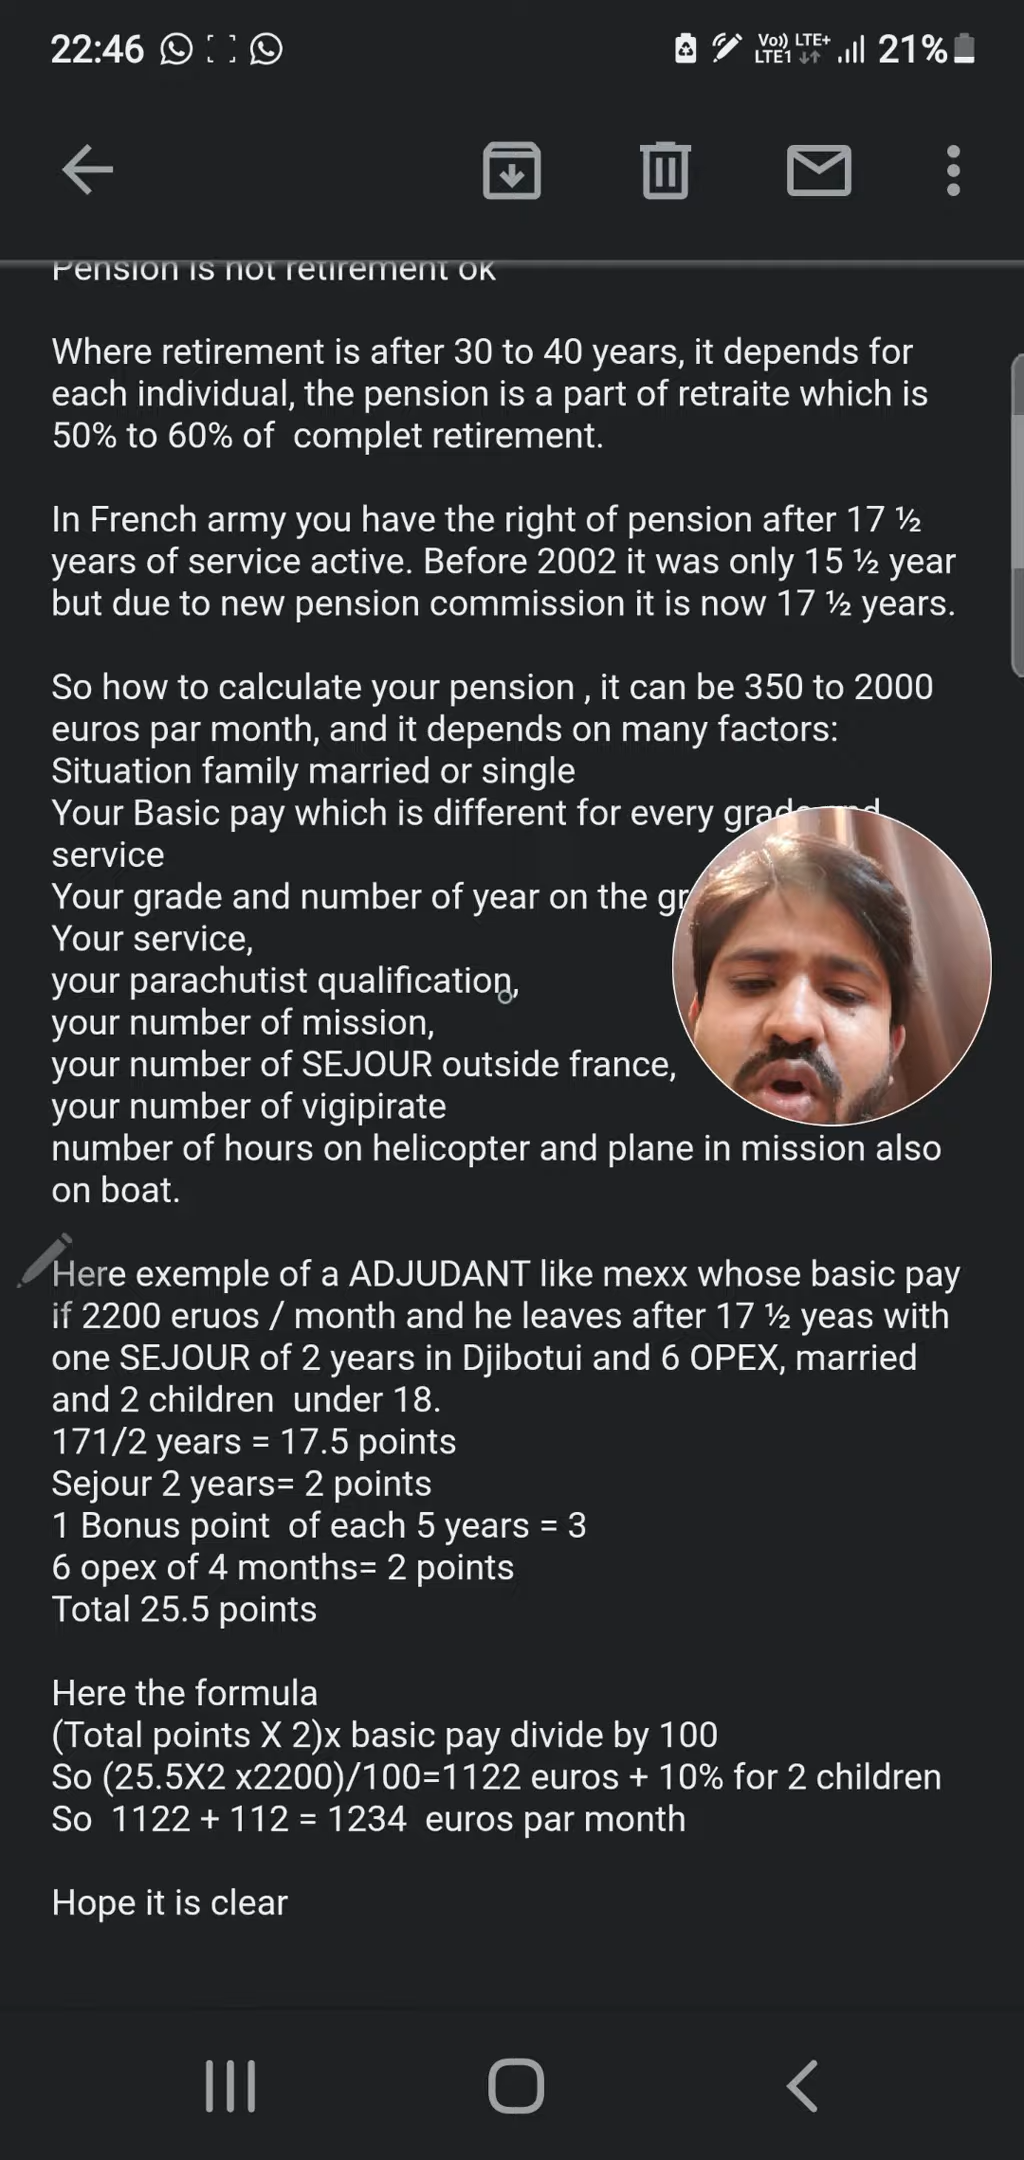 22:46
Vo)) LTE+
LTE1
21%
Pension is not retirement ok
Where retirement is after 30 to 40 years, it depends for
each individual, the pension is a part of retraite which is
50% to 60% of  complet retirement.
In French army you have the right of pension after 17 ½
years of service active. Before 2002 it was only 15 ½ year
but due to new pension commission it is now 17 ½ years.
So how to calculate your pension , it can be 350 to 2000
euros par month, and it depends on many factors:
Situation family married or single
Your Basic pay which is different for every grade and
service
Your grade and number of year on the
Your service,
your parachutist qualification,
your number of mission,
your number of SEJOUR outside france,
your number of vigipirate
number of hours on helicopter and plane in mission also
on boat.
Here exemple of a ADJUDANT like mexx whose basic pay
if 2200 eruos / month and he leaves after 17 ½ yeas with
one SEJOUR of 2 years in Djibotui and 6 OPEX, married
and 2 children  under 18.
171/2 years = 17.5 points
Sejour 2 years= 2 points
1 Bonus point  of each 5 years = 3
6 opex of 4 months= 2 points
Total 25.5 points
Here the formula
(Total points X 2)x basic pay divide by 100
So (25.5X2 x2200)/100=1122 euros + 10% for 2 children
So  1122 + 112 = 1234  euros par month
Hope it is clear